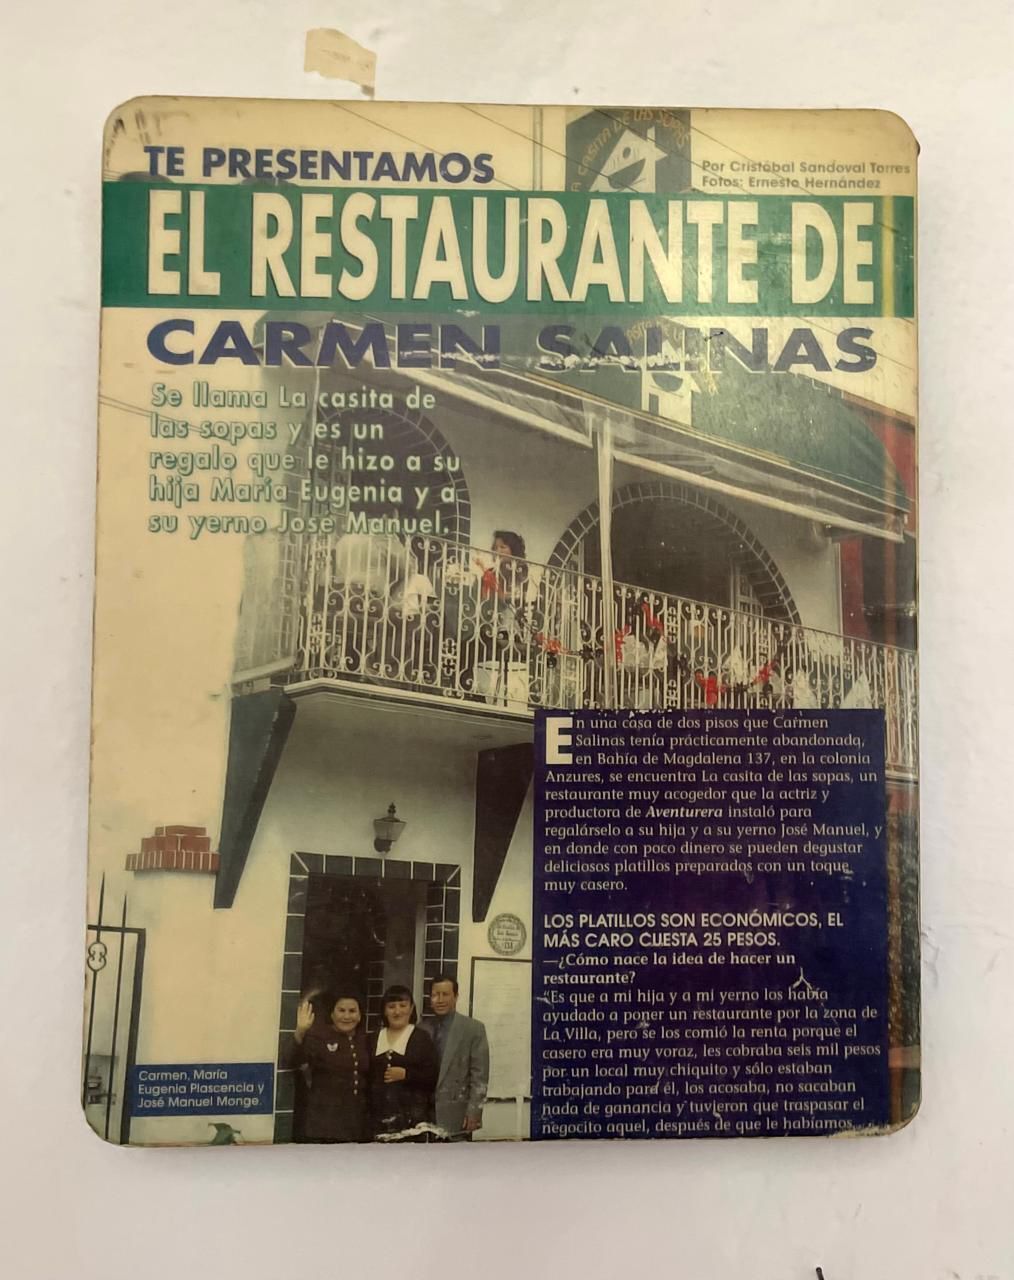 A CASITA DE LAS SOPAS
TE PRESENTAMOS
Por Cristóbal Sandoval Torres
Fotos: Ernesto Hernández
EL RESTAURANTE DE
CARMEN SALINAS
Se llama La casita de
las sopas y es un
regalo que le hizo a su
hija María Eugenia y a
su yerno José Manuel.
En una casa de dos pisos que Carmen
Salinas tenía prácticamente abandonada,
en Bahía de Magdalena 137, en la colonia
Anzures, se encuentra La casita de las sopas, un
restaurante muy acogedor que la actriz y
productora de Aventurera instaló para
regalárselo a su hija y a su yerno José Manuel, y
en donde con poco dinero se pueden degustar
deliciosos platillos preparados con un toque
muy casero.
LOS PLATILLOS SON ECONÓMICOS, EL
MÁS CARO CUESTA 25 PESOS.
—¿Cómo nace la idea de hacer un
restaurante?
"Es que a mi hija y a mi yerno los había
ayudado a poner un restaurante por la zona de
La Villa, pero se los comió la renta porque el
casero era muy voraz, les cobraba seis mil pesos
por un local muy chiquito y sólo estaban
trabajando para él, los acosaba, no sacaban
nada de ganancia y tuvieron que traspasar el
negocito aquel, después de que le habíamos
Carmen, María
Eugenia Plascencia y
José Manuel Monge.